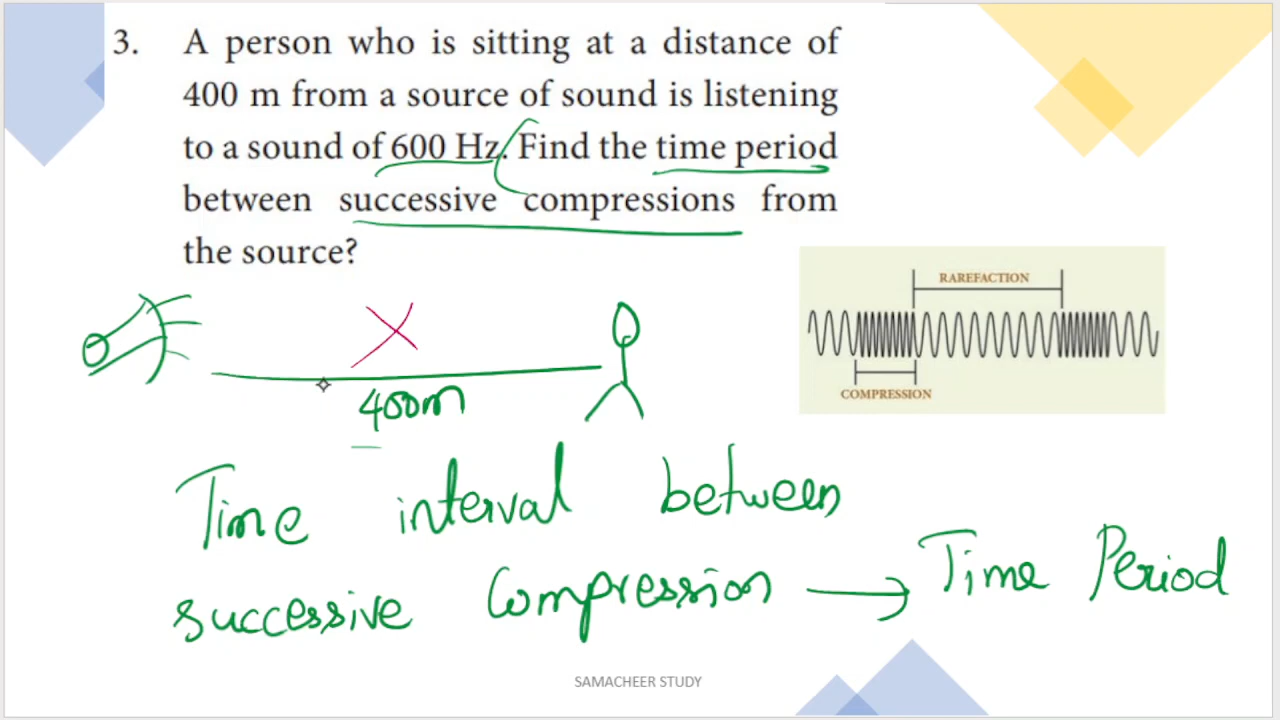 3. A person who is sitting at a distance of
400 m from a source of sound is listening
to a sound of 600 Hz. Find the time period
between successive compressions from
the source?
RAREFACTION
COMPRESSION
400m
Time interval between
successive Compression → Time Period
SAMACHEER STUDY